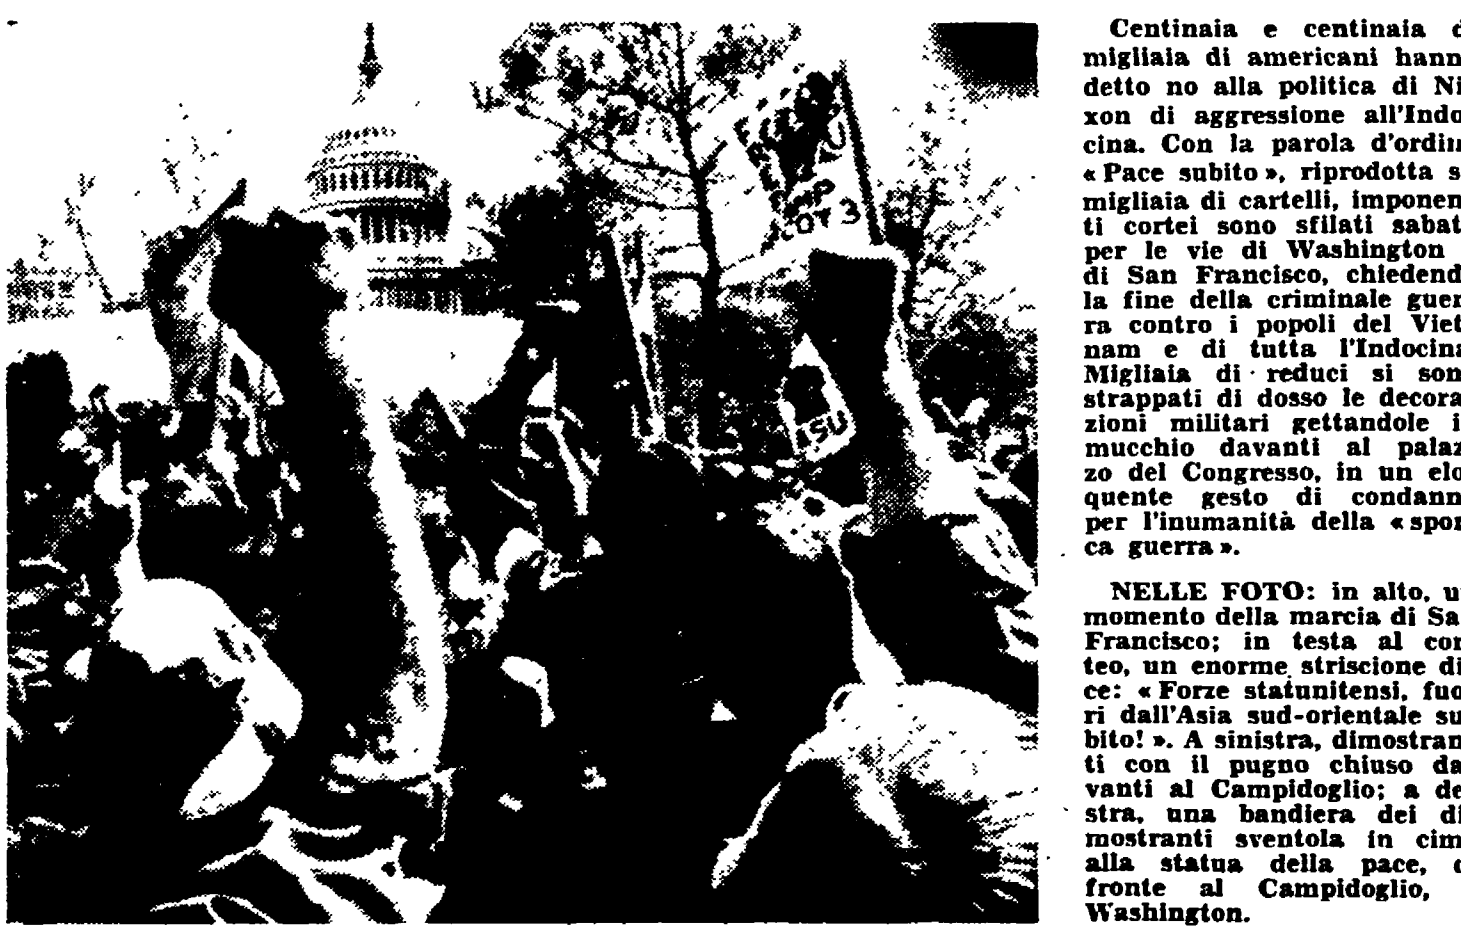 Centinaia e centinaia d
migliaia di americani hann
detto no alla politica di Ni
xon di aggressione all'Indo
cina. Con la parola d'ordin
« Pace subito », riprodotta s
migliaia di cartelli, imponen
ti cortei sono sfilati sabat
per le vie di Washington
di San Francisco, chiedend
la fine della criminale guer
ra contro i popoli del Viet
nam e di tutta l'Indocina
Migliaia di reduci si son
strappati di dosso le decora
zioni militari gettandole i
mucchio davanti al palaz
zo del Congresso, in un elo
quente gesto di condann
per l'inumanità della « spor
ca guerra ».
NELLE FOTO: in alto, u
momento della marcia di Sa
Francisco; in testa al cor
teo, un enorme striscione di
ce: « Forze statunitensi, fuo
ri dall'Asia sud-orientale su
bito! ». A sinistra, dimostran
ti con il pugno chiuso da
vanti al Campidoglio; a de
stra, una bandiera dei di
mostranti sventola in cim
alla statua della pace, d
fronte al Campidoglio,
Washington.